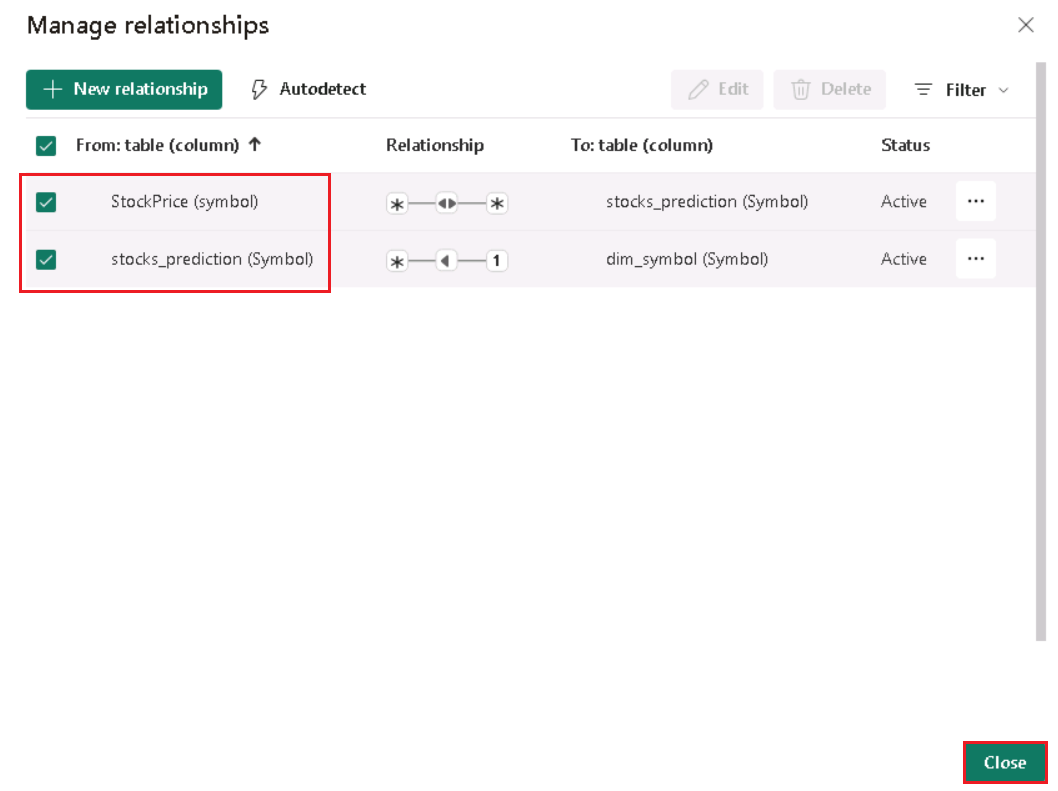 Manage relationships
New relationship Autodetect Edit Delete Filter
From: table (column) ↑ Relationship To: table (column) Status
StockPrice (symbol) * * stocks_prediction (Symbol) Active ...
stocks_prediction (Symbol) * 1 dim_symbol (Symbol) Active ...
Close